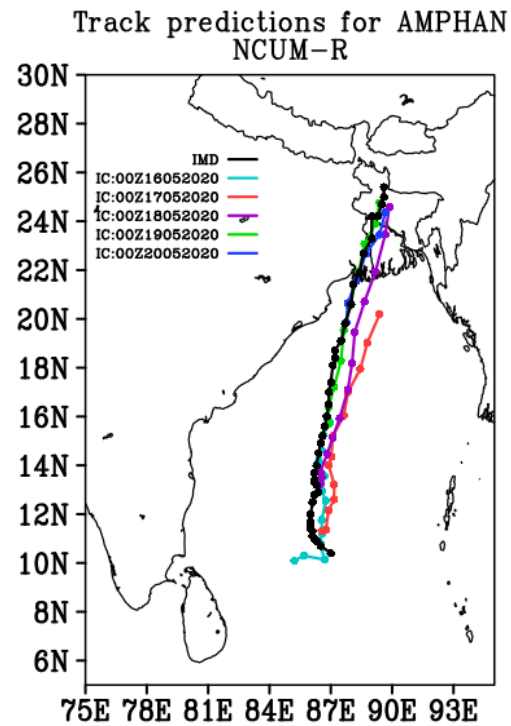 Track predictions for AMPHAN
NCUM-R
30N
28N
26N
24N
22N
20N
18N
16N
14N
12N
10N
8N
6N
IMD
IC:00Z16052020
IC:00Z17052020
IC:00Z18052020
IC:00Z19052020
IC:00Z20052020
75E 78E 81E 84E 87E 90E 93E